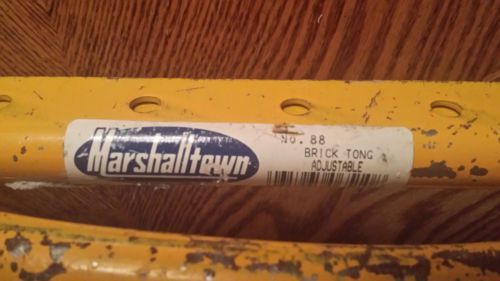 Marshalltown
No. 88
BRICK TONG
ADJUSTABLE